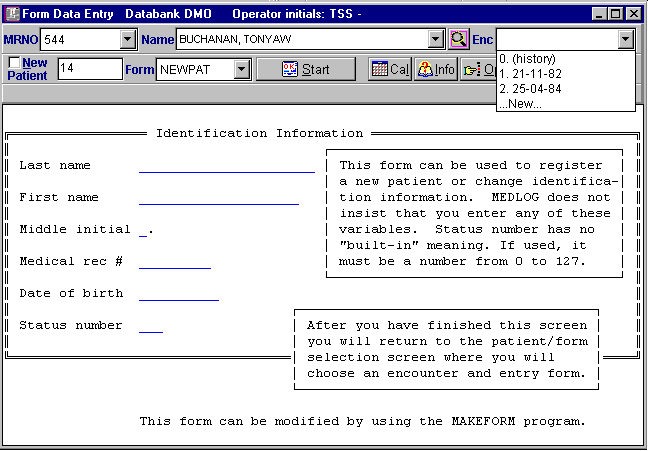 Form Data Entry Databank DMO Operator initials: TSS -
MRNO 544 Name BUCHANAN, TONYAW Enc
0. (history)
1. 21-11-82
2. 25-04-84
...New...
New Patient 14 Form NEWPAT OK Start Cal Info
Identification Information
Last name
First name
Middle initial _.
Medical rec #
Date of birth
Status number
This form can be used to register
a new patient or change identifica-
tion information. MEDLOG does not
insist that you enter any of these
variables. Status number has no
"built-in" meaning. If used, it
must be a number from 0 to 127.
After you have finished this screen
you will return to the patient/form
selection screen where you will
choose an encounter and entry form.
This form can be modified by using the MAKEFORM program.